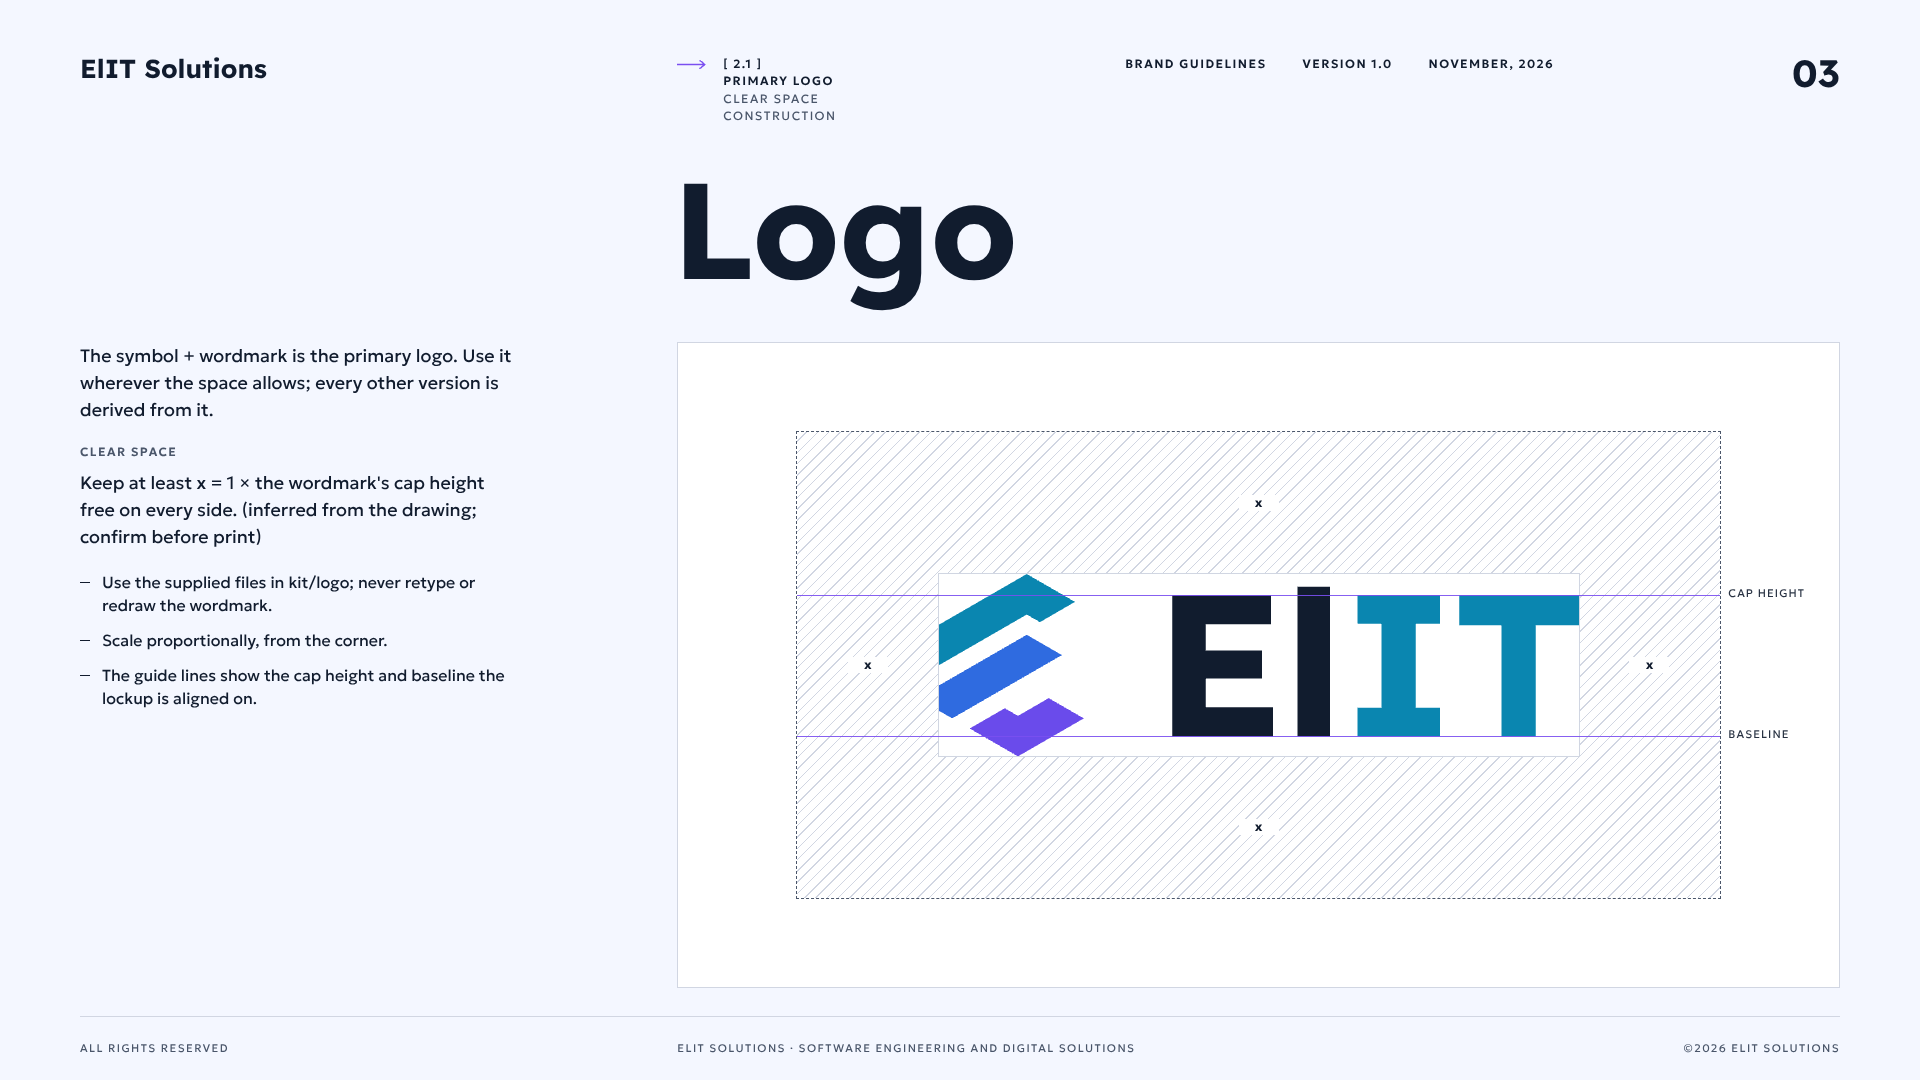 ElIT Solutions
[ 2.1 ]
PRIMARY LOGO
CLEAR SPACE
CONSTRUCTION
BRAND GUIDELINES VERSION 1.0 NOVEMBER, 2026
03
Logo
The symbol + wordmark is the primary logo. Use it
wherever the space allows; every other version is
derived from it.
CLEAR SPACE
Keep at least x = 1 × the wordmark's cap height
free on every side. (inferred from the drawing;
confirm before print)
— Use the supplied files in kit/logo; never retype or
redraw the wordmark.
— Scale proportionally, from the corner.
— The guide lines show the cap height and baseline the
lockup is aligned on.
x
CAP HEIGHT
x
ElIT
x
BASELINE
x
ALL RIGHTS RESERVED
ELIT SOLUTIONS · SOFTWARE ENGINEERING AND DIGITAL SOLUTIONS
©2026 ELIT SOLUTIONS